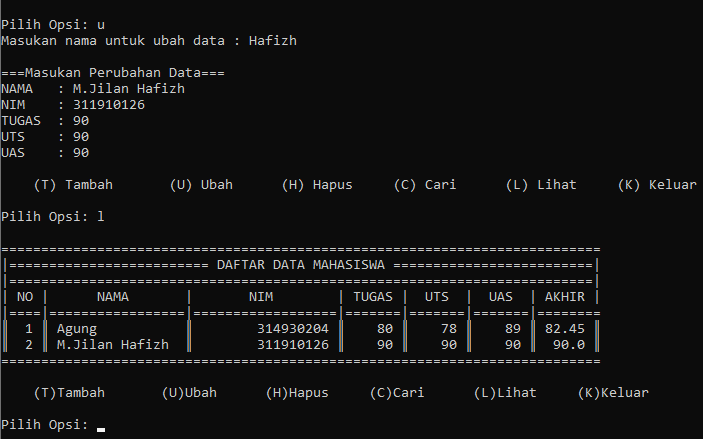 Pilih Opsi: u
Masukan nama untuk ubah data : Hafizh
===Masukan Perubahan Data===
NAMA   : M.Jilan Hafizh
NIM    : 311910126
TUGAS  : 90
UTS    : 90
UAS    : 90
(T) Tambah       (U) Ubah      (H) Hapus     (C) Cari      (L) Lihat     (K) Keluar
Pilih Opsi: l
===========================================================================
|========================= DAFTAR DATA MAHASISWA =========================|
|=========================================================================|
| NO |      NAMA       |       NIM        | TUGAS |  UTS  |  UAS  | AKHIR |
|====|=================|==================|=======|=======|=======|=======
║  1 ║ Agung           ║        314930204 ║    80 ║    78 ║    89 ║ 82.45 ║
║  2 ║ M.Jilan Hafizh  ║        311910126 ║    90 ║    90 ║    90 ║  90.0 ║
===========================================================================
(T)Tambah       (U)Ubah      (H)Hapus     (C)Cari      (L)Lihat     (K)Keluar
Pilih Opsi: